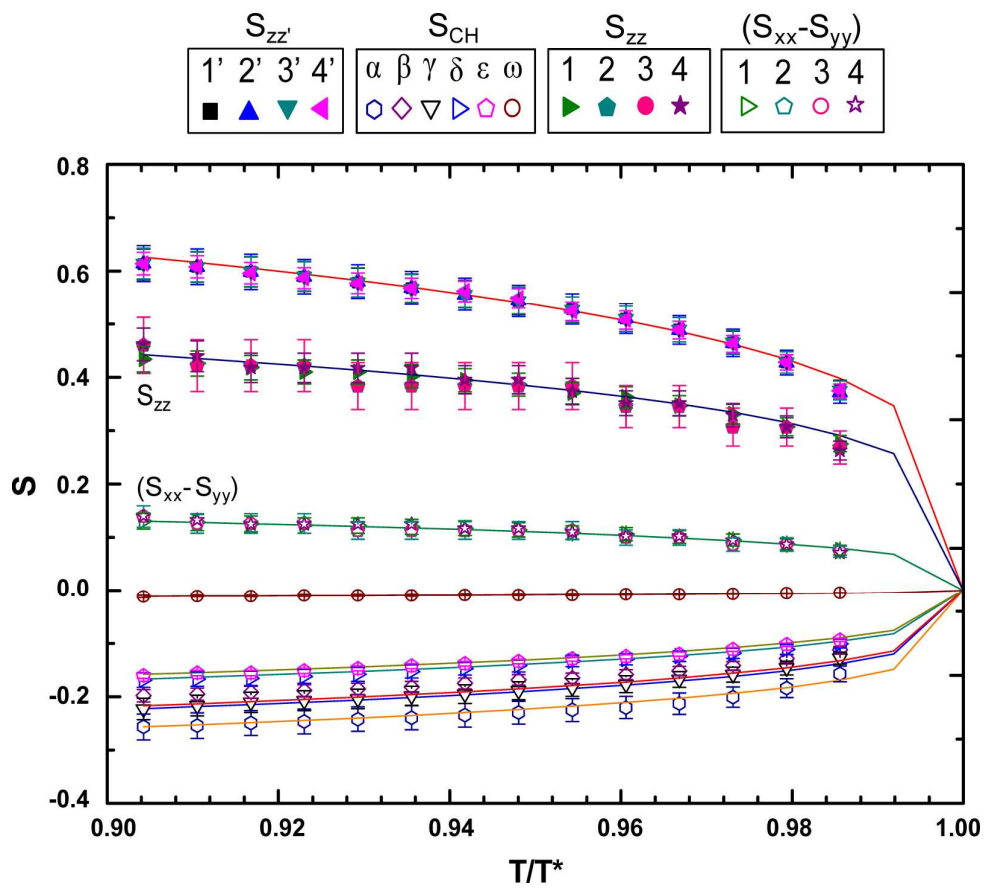 S_zz' S_CH S_zz (S_xx-S_yy)
1' 2' 3' 4' α β γ δ ε ω 1 2 3 4 1 2 3 4
0.8
0.6
0.4
S_zz
0.2
(S_xx-S_yy)
S
0.0
-0.2
-0.4
0.90 0.92 0.94 0.96 0.98 1.00
T/T*